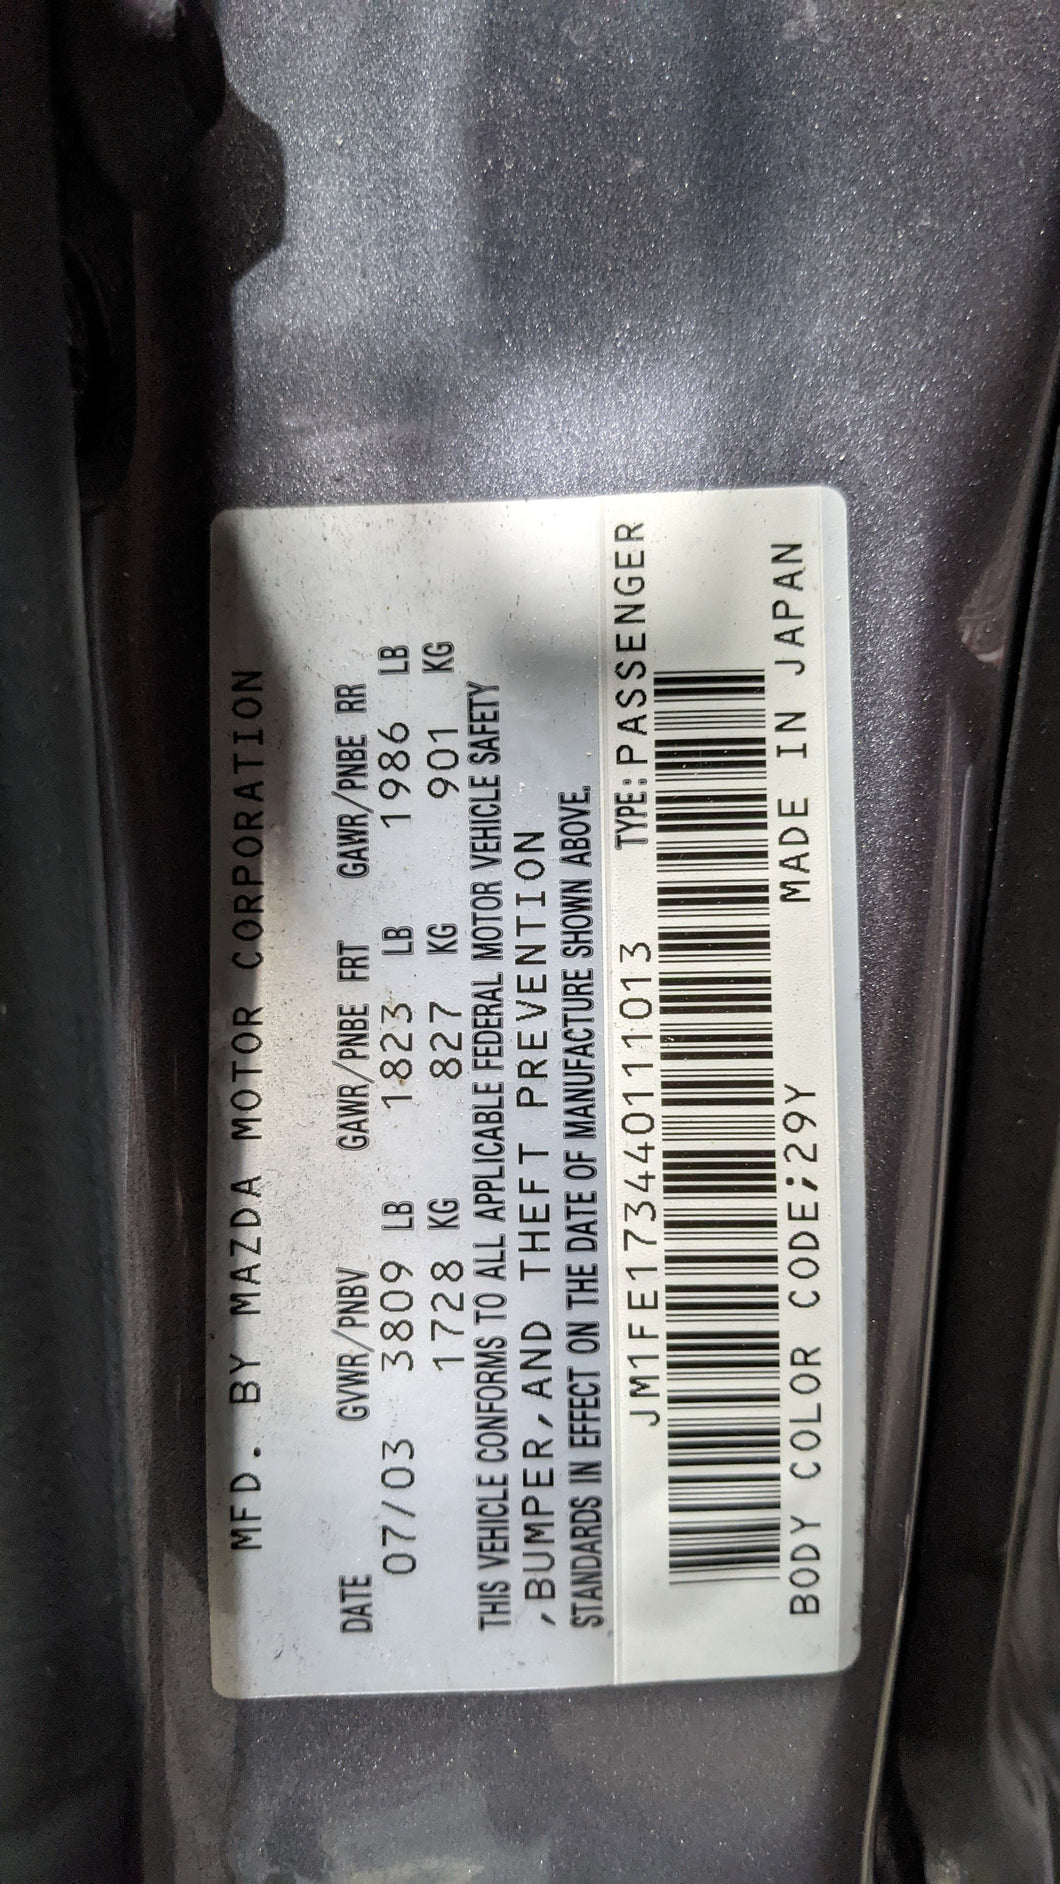 MFD. BY MAZDA MOTOR CORPORATION
DATE GVWR/PNBV GAWR/PNBE FRT GAWR/PNBE RR
07/03 3809 LB 1823 LB 1986 LB
1728 KG 827 KG 901 KG
THIS VEHICLE CONFORMS TO ALL APPLICABLE FEDERAL MOTOR VEHICLE SAFETY
,BUMPER,AND THEFT PREVENTION
STANDARDS IN EFFECT ON THE DATE OF MANUFACTURE SHOWN ABOVE.
JM1FE173440111013 TYPE:PASSENGER
BODY COLOR CODE;29Y MADE IN JAPAN